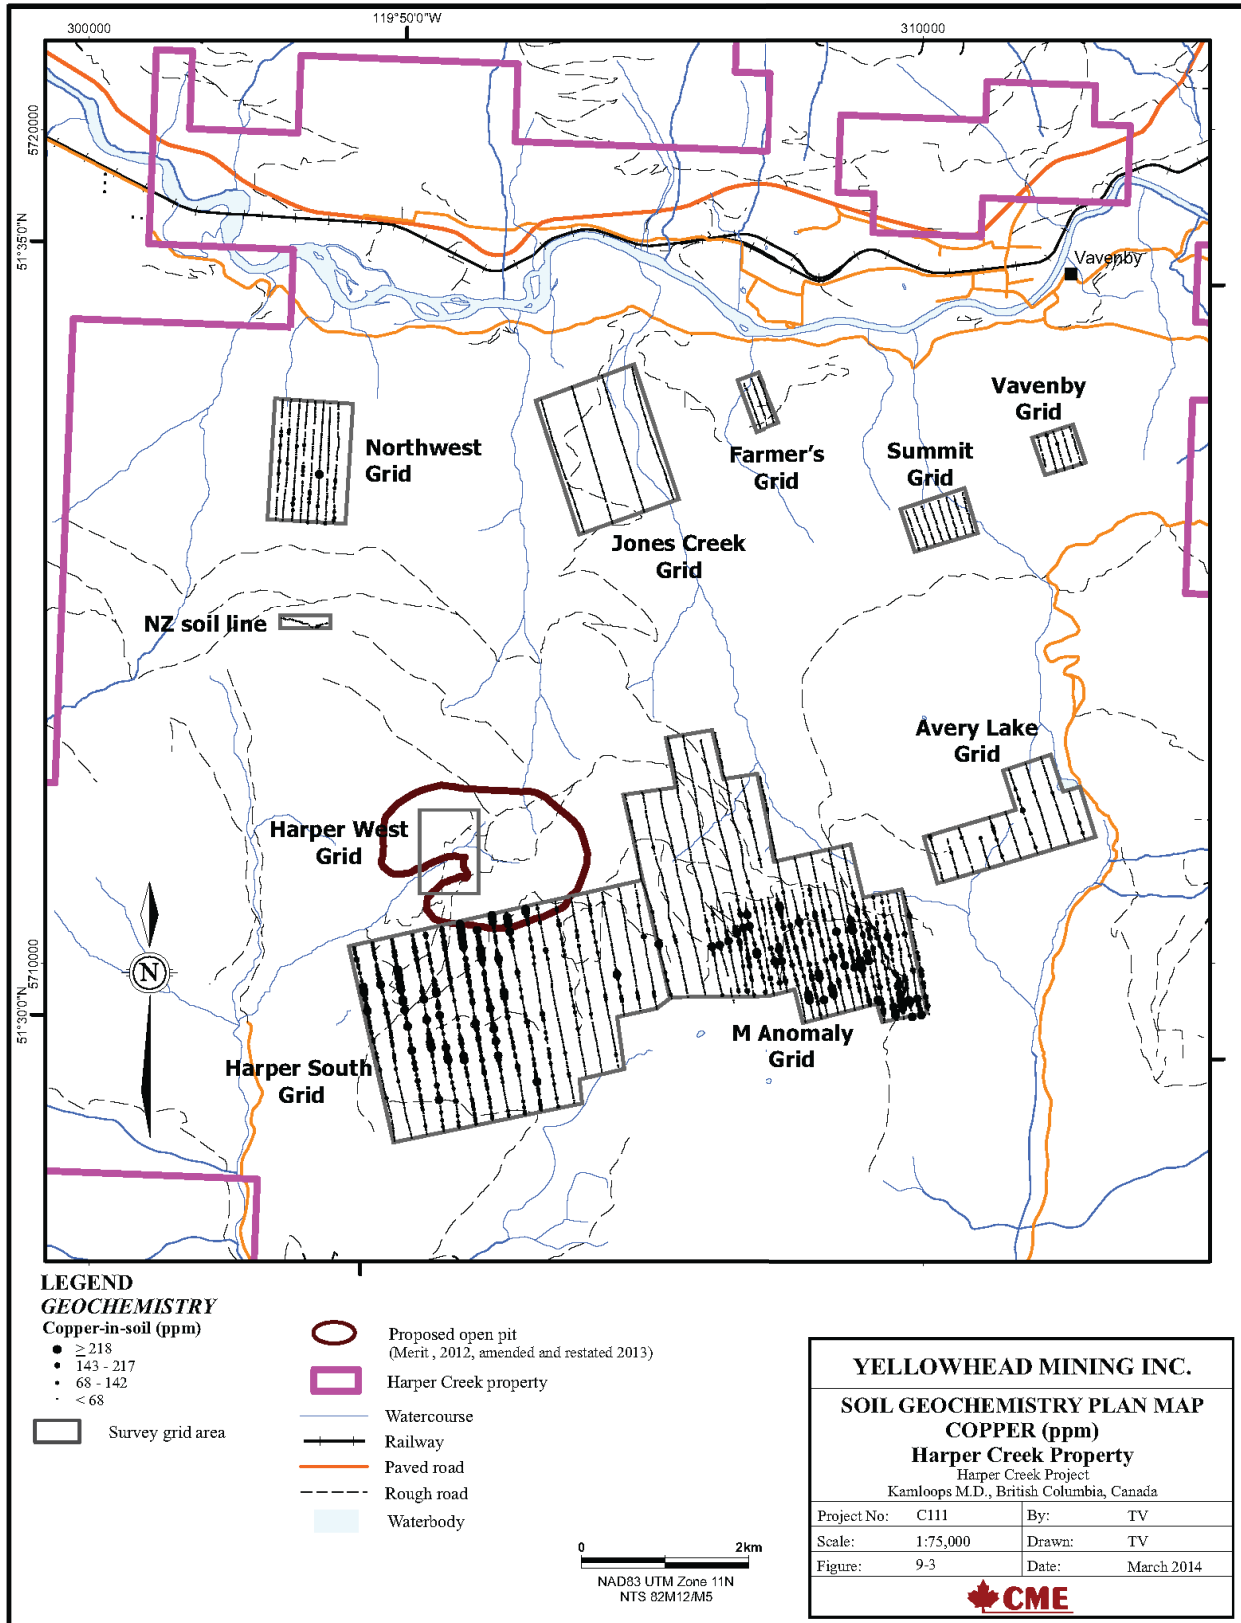 300000
119°50'0"W
310000
5720000
51°35'0"N
Vavenby
Vavenby
Grid
Northwest
Grid
Farmer's
Grid
Summit
Grid
Jones Creek
Grid
NZ soil line
Avery Lake
Grid
Harper West
Grid
5710000
N
51°30'0"N
M Anomaly
Grid
Harper South
Grid
LEGEND
GEOCHEMISTRY
Copper-in-soil (ppm)
≥ 218
143 - 217
68 - 142
< 68
Survey grid area
Proposed open pit
(Merit , 2012, amended and restated 2013)
Harper Creek property
Watercourse
Railway
Paved road
Rough road
Waterbody
0 2km
NAD83 UTM Zone 11N
NTS 82M12/M5
YELLOWHEAD MINING INC.
SOIL GEOCHEMISTRY PLAN MAP
COPPER (ppm)
Harper Creek Property
Harper Creek Project
Kamloops M.D., British Columbia, Canada
Project No: C111 By: TV
Scale: 1:75,000 Drawn: TV
Figure: 9-3 Date: March 2014
CME